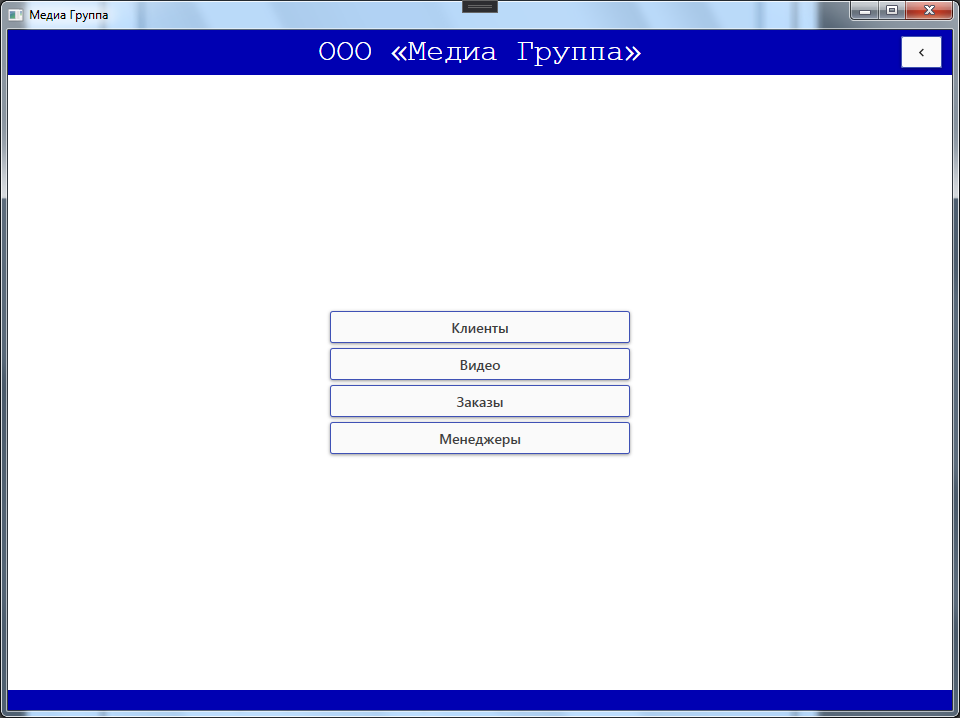 Медиа Группа
ООО «Медиа Группа»
<
Клиенты
Видео
Заказы
Менеджеры